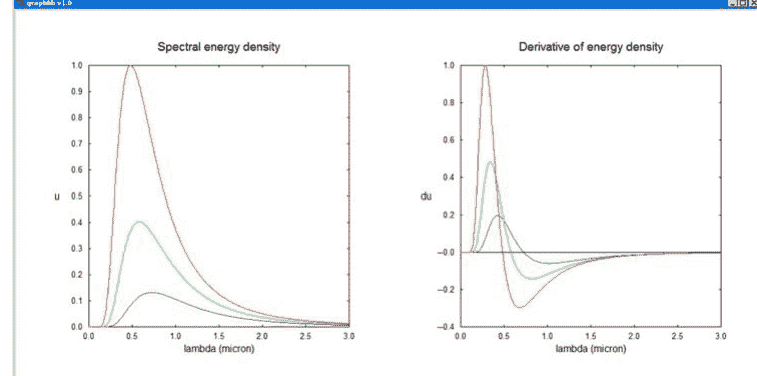 graphlib v1.0
Spectral energy density
Derivative of energy density
1.0
0.9
0.8
0.7
0.6
0.5
0.4
0.3
0.2
0.1
0.0
u
0.0 0.5 1.0 1.5 2.0 2.5 3.0
lambda (micron)
1.0
0.8
0.6
0.4
0.2
−0.0
−0.2
−0.4
du
0.0 0.5 1.0 1.5 2.0 2.5 3.0
lambda (micron)